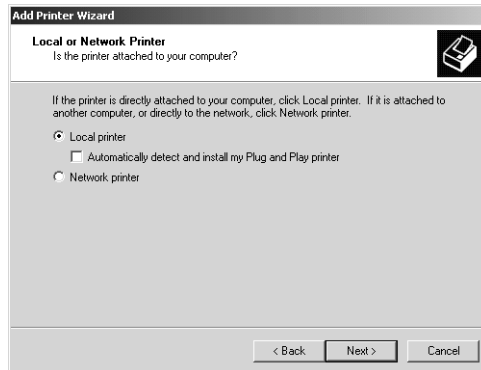 Add Printer Wizard
Local or Network Printer
Is the printer attached to your computer?
If the printer is directly attached to your computer, click Local printer. If it is attached to
another computer, or directly to the network, click Network printer.
Local printer
Automatically detect and install my Plug and Play printer
Network printer
< Back
Next >
Cancel